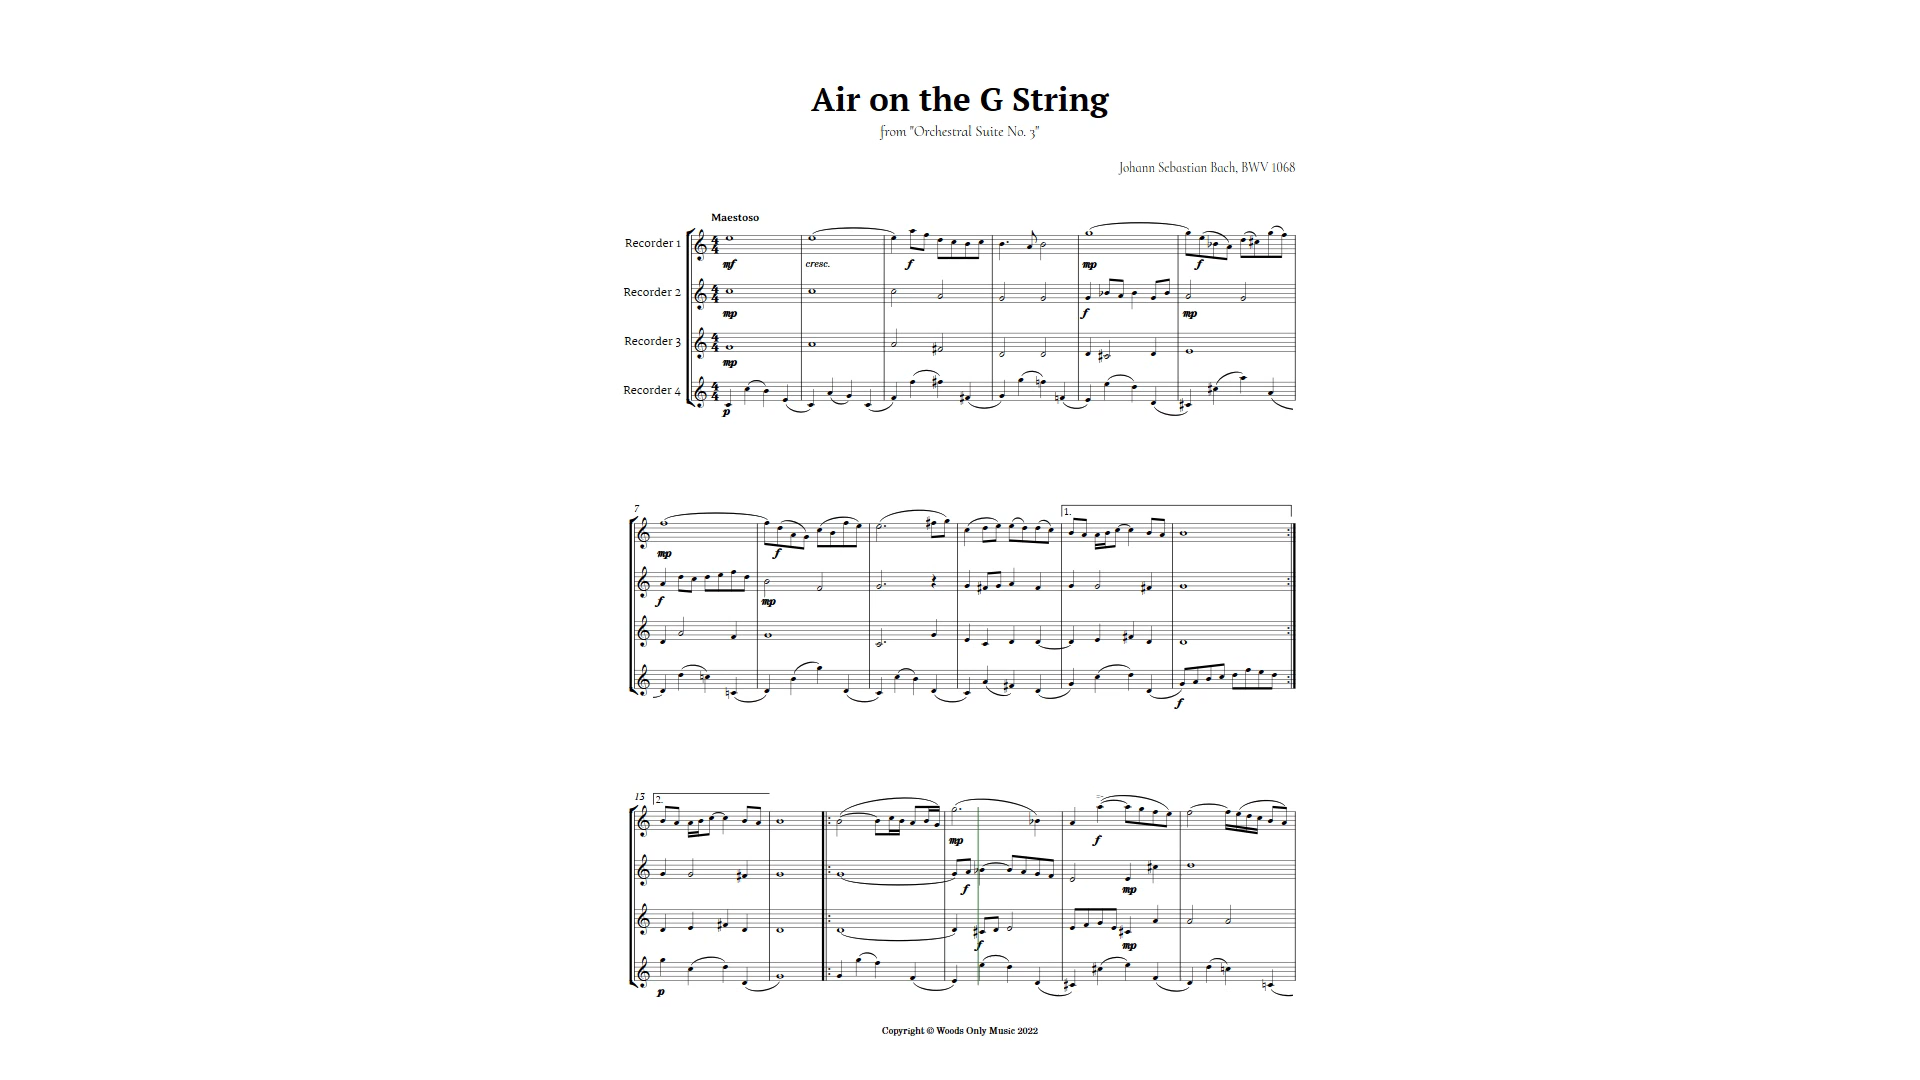 Air on the G String
from "Orchestral Suite No. 3"
Johann Sebastian Bach, BWV 1068
Maestoso
Recorder 1
mf cresc. f mp f
Recorder 2
mp f mp
Recorder 3
mp
Recorder 4
p
7
1.
mp f
f mp
f
13
2.
mp f
f mp
f mp
p
Copyright © Woods Only Music 2022